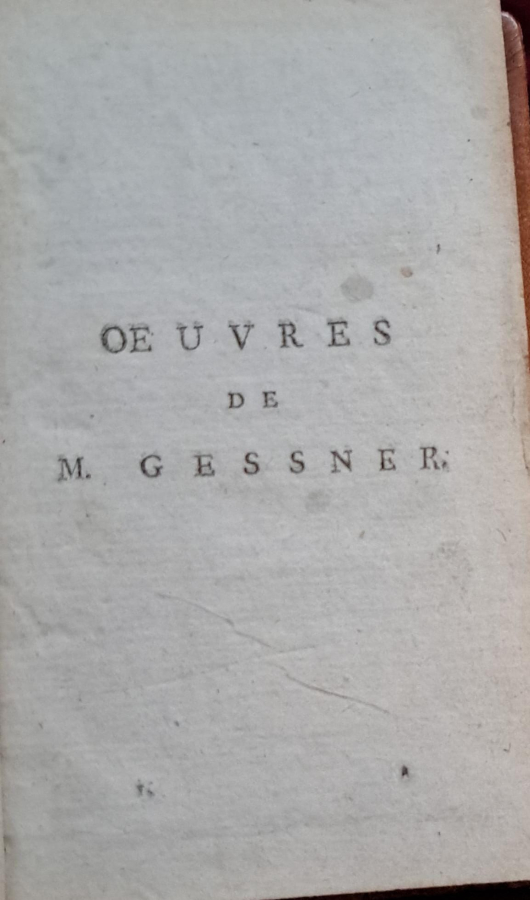 OEUVRES
DE
M. GESSNER.